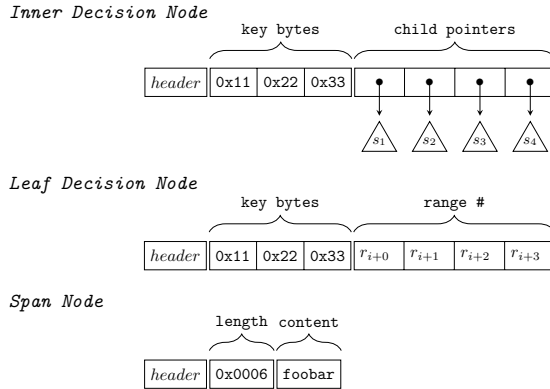 Inner Decision Node
key bytes child pointers
header 0x11 0x22 0x33
s1 s2 s3 s4
Leaf Decision Node
key bytes range #
header 0x11 0x22 0x33 ri+0 ri+1 ri+2 ri+3
Span Node
length content
header 0x0006 foobar